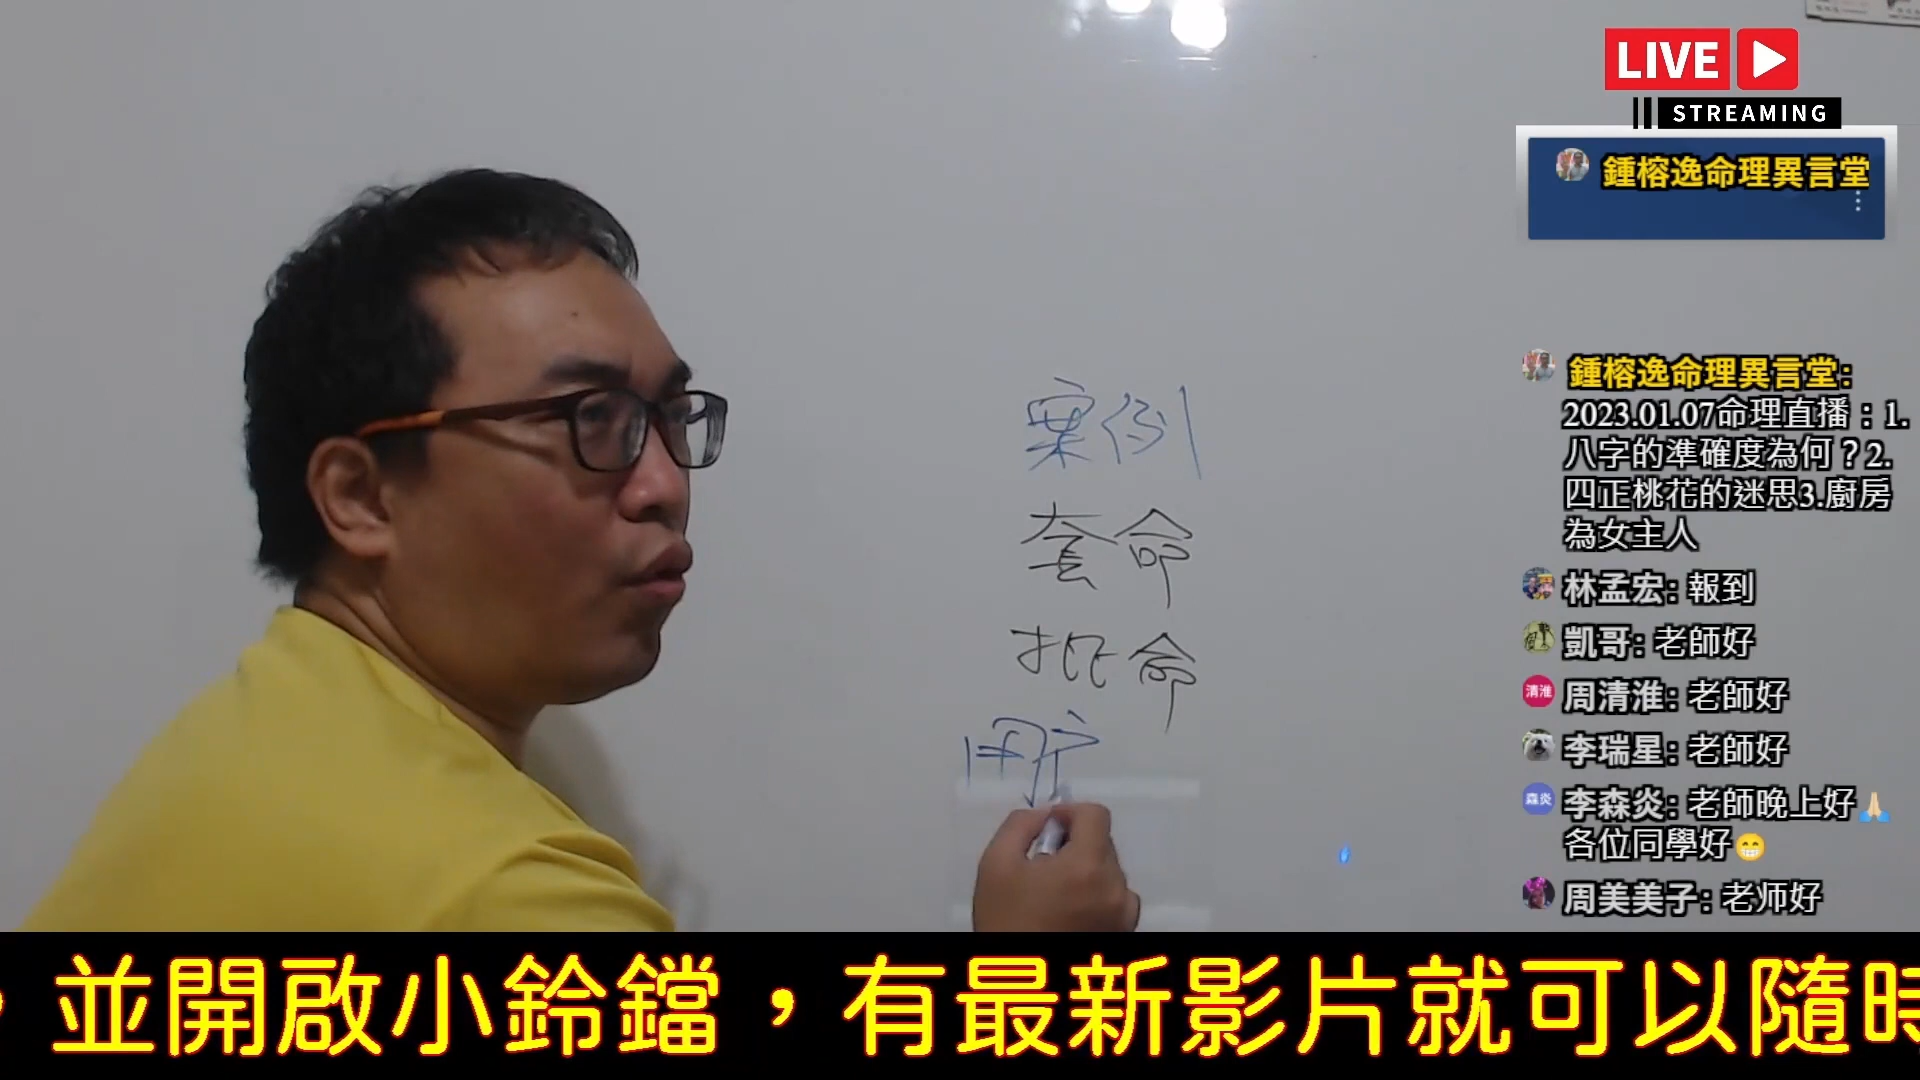 LIVE
STREAMING
鍾榕逸命理異言堂
案例
套命
批命
鍾榕逸命理異言堂:
2023.01.07命理直播：1.
八字的準確度為何？2.
四正桃花的迷思3.廚房
為女主人
林孟宏: 報到
凱哥: 老師好
清淮
周清淮: 老師好
李瑞星: 老師好
森炎
李森炎: 老師晚上好🙏🏻
各位同學好😁
周美美子: 老师好
，並開啟小鈴鐺，有最新影片就可以隨時